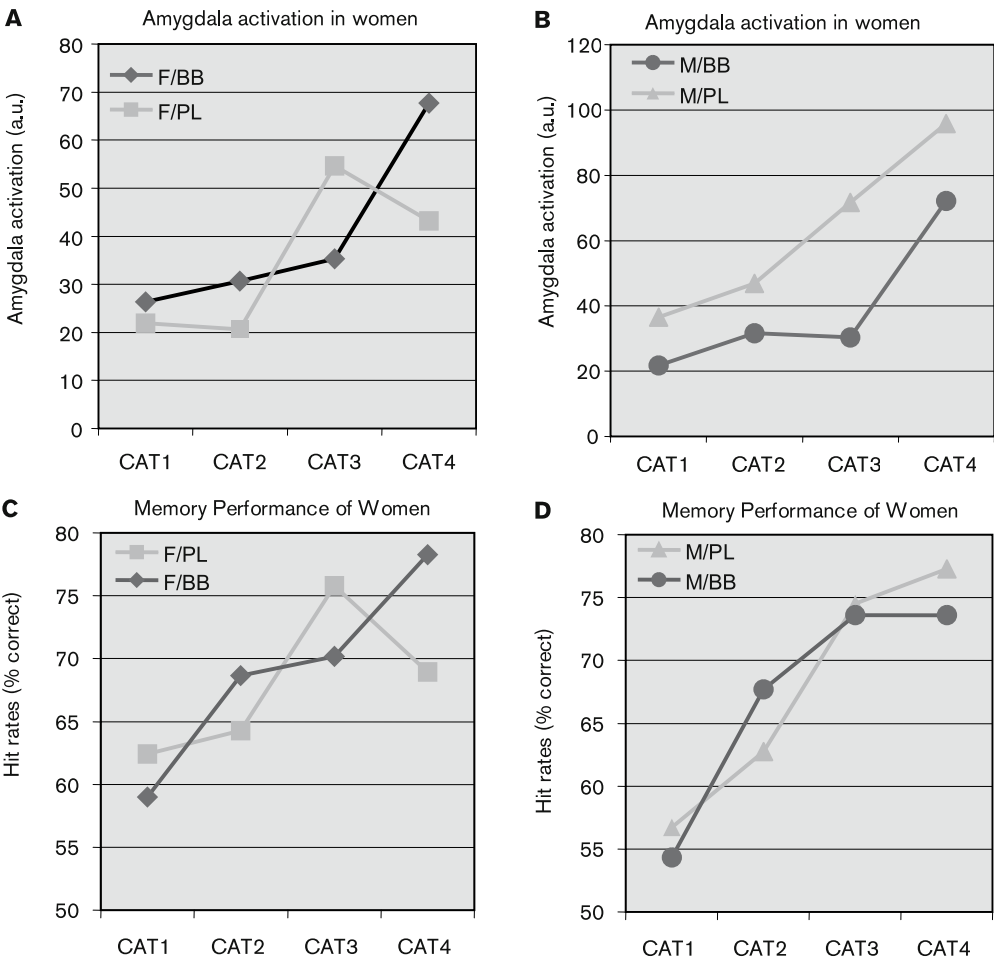 A
Amygdala activation in women
Amygdala activation (a.u.)
80
70
60
50
40
30
20
10
0
F/BB
F/PL
CAT1 CAT2 CAT3 CAT4
B
Amygdala activation in women
Amygdala activation (a.u.)
120
100
80
60
40
20
0
M/BB
M/PL
CAT1 CAT2 CAT3 CAT4
C
Memory Performance of Women
Hit rates (% correct)
80
75
70
65
60
55
50
F/PL
F/BB
CAT1 CAT2 CAT3 CAT4
D
Memory Performance of Women
Hit rates (% correct)
80
75
70
65
60
55
50
M/PL
M/BB
CAT1 CAT2 CAT3 CAT4